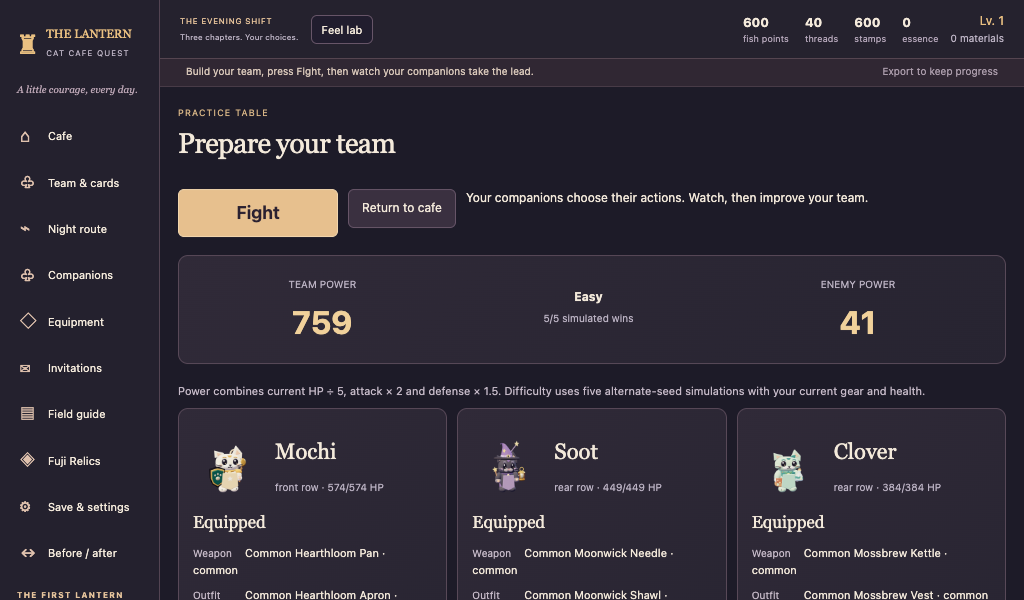 THE LANTERN
CAT CAFE QUEST
A little courage, every day.
Cafe
Team & cards
Night route
Companions
Equipment
Invitations
Field guide
Fuji Relics
Save & settings
Before / after
THE FIRST LANTERN
THE EVENING SHIFT
Three chapters. Your choices.
Feel lab
600 fish points
40 threads
600 stamps
0 essence
Lv. 1
0 materials
Build your team, press Fight, then watch your companions take the lead.
Export to keep progress
PRACTICE TABLE
Prepare your team
Fight
Return to cafe
Your companions choose their actions. Watch, then improve your team.
TEAM POWER
759
Easy
5/5 simulated wins
ENEMY POWER
41
Power combines current HP ÷ 5, attack × 2 and defense × 1.5. Difficulty uses five alternate-seed simulations with your current gear and health.
Mochi
front row · 574/574 HP
Equipped
Weapon Common Hearthloom Pan ·
common
Outfit Common Hearthloom Apron ·
Soot
rear row · 449/449 HP
Equipped
Weapon Common Moonwick Needle ·
common
Outfit Common Moonwick Shawl ·
Clover
rear row · 384/384 HP
Equipped
Weapon Common Mossbrew Kettle ·
common
Outfit Common Mossbrew Vest · common